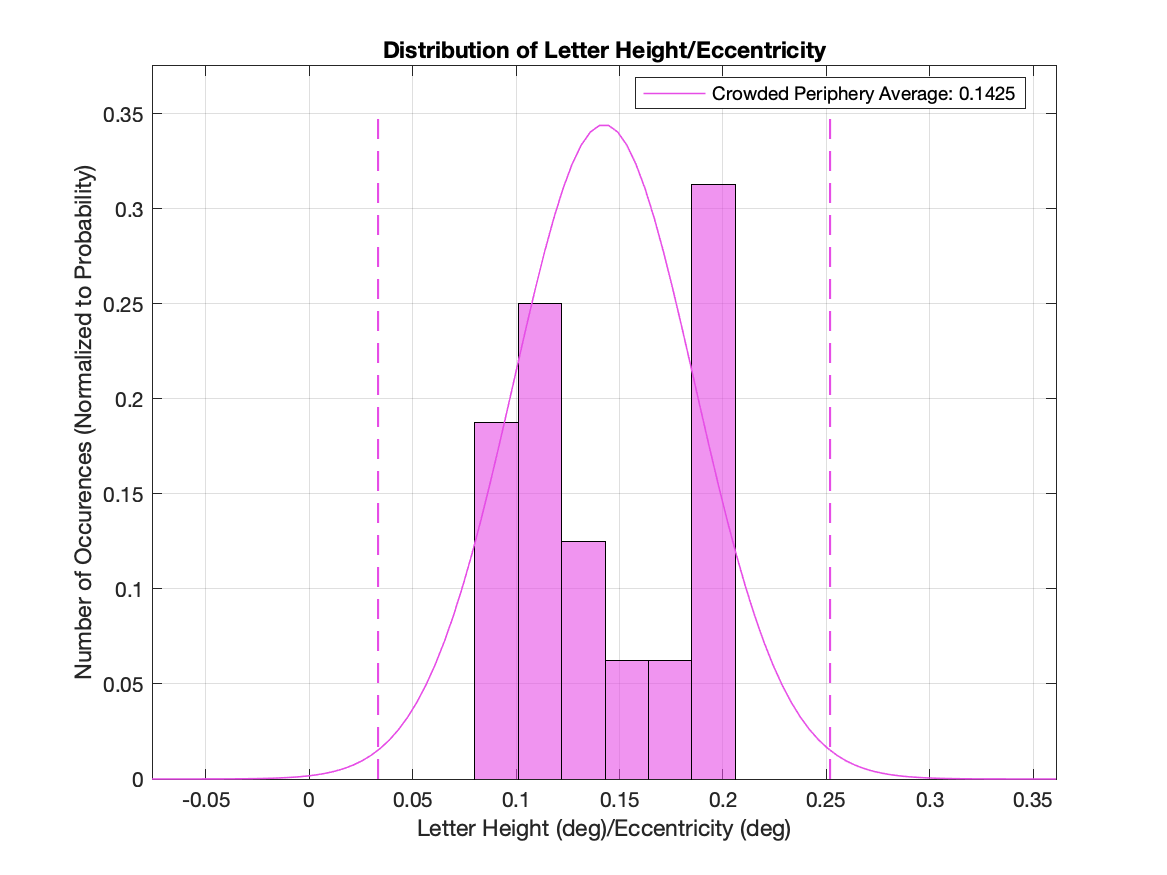 Distribution of Letter Height/Eccentricity
Crowded Periphery Average: 0.1425
Number of Occurences (Normalized to Probability)
0.35
0.3
0.25
0.2
0.15
0.1
0.05
0
-0.05 0 0.05 0.1 0.15 0.2 0.25 0.3 0.35
Letter Height (deg)/Eccentricity (deg)